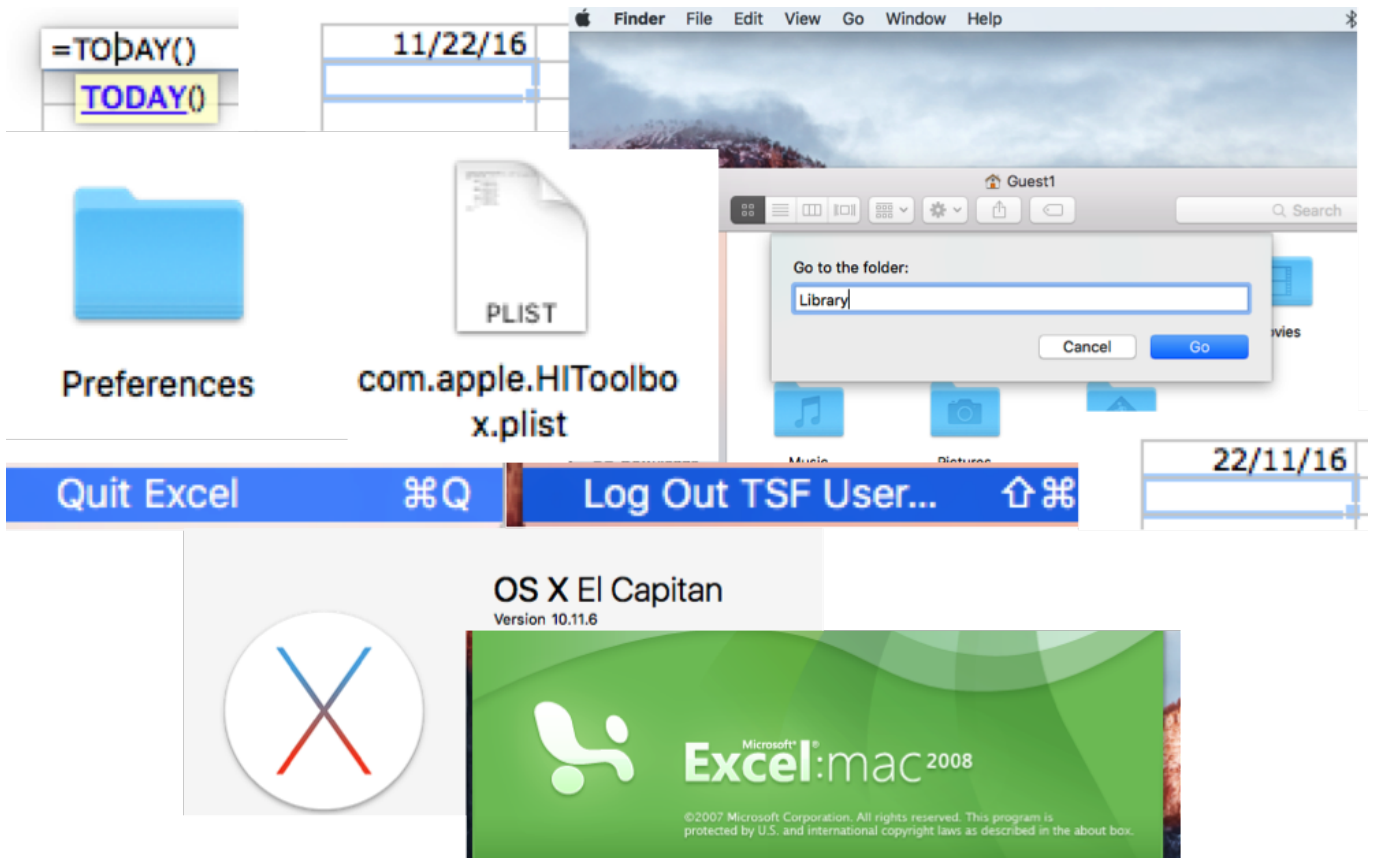 =TODAY()
TODAY()
11/22/16
Finder File Edit View Go Window Help
Guest1
Search
Go to the folder:
Library
Cancel Go
PLIST
Preferences
com.apple.HIToolbo
x.plist
Music
Pictures
22/11/16
Quit Excel ⌘Q
Log Out TSF User... ⇧⌘
OS X El Capitan
Version 10.11.6
Microsoft® ®
Excel:mac 2008
©2007 Microsoft Corporation. All rights reserved. This program is
protected by U.S. and international copyright laws as described in the about box.